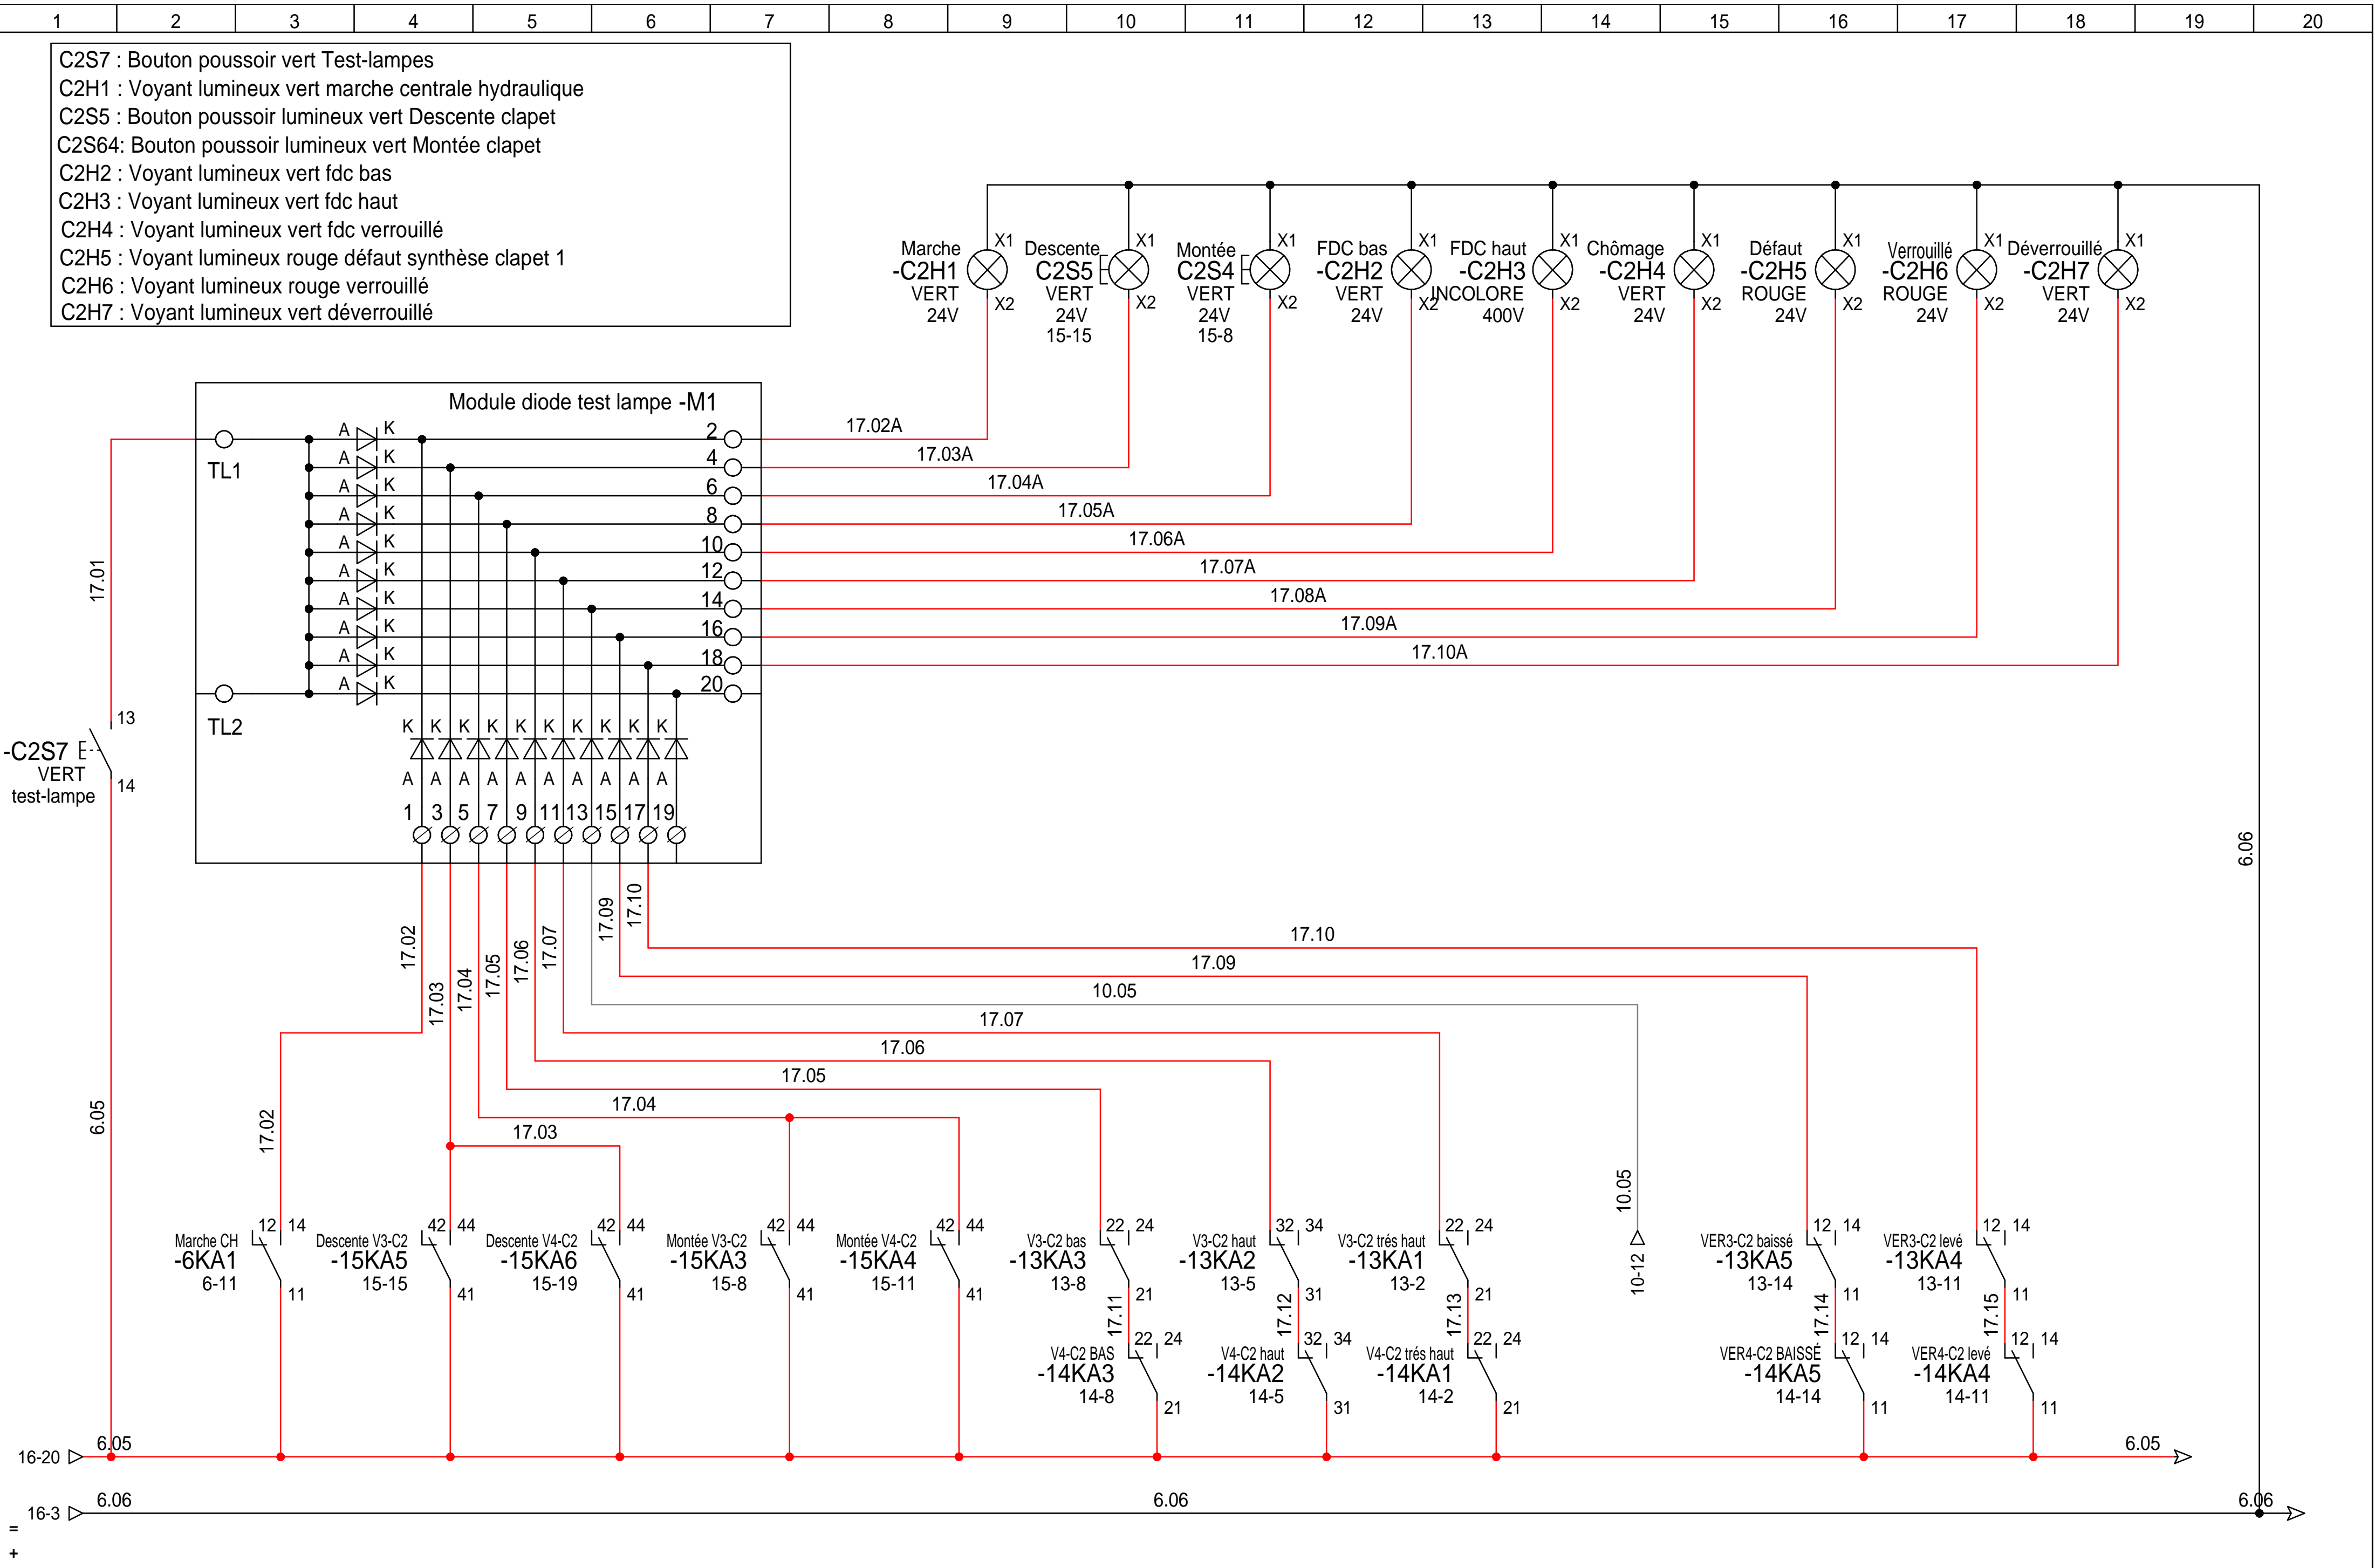 1 2 3 4 5 6 7 8 9 10 11 12 13 14 15 16 17 18 19 20
C2S7 : Bouton poussoir vert Test-lampes
C2H1 : Voyant lumineux vert marche centrale hydraulique
C2S5 : Bouton poussoir lumineux vert Descente clapet
C2S64: Bouton poussoir lumineux vert Montée clapet
C2H2 : Voyant lumineux vert fdc bas
C2H3 : Voyant lumineux vert fdc haut
C2H4 : Voyant lumineux vert fdc verrouillé
C2H5 : Voyant lumineux rouge défaut synthèse clapet 1
C2H6 : Voyant lumineux rouge verrouillé
C2H7 : Voyant lumineux vert déverrouillé
X1 X1 X1 X1 X1 X1 X1 X1 X1
Marche Descente Montée FDC bas FDC haut Chômage Défaut Verrouillé Déverrouillé
-C2H1 C2S5 C2S4 -C2H2 -C2H3 -C2H4 -C2H5 -C2H6 -C2H7
VERT VERT VERT VERT INCOLORE VERT ROUGE ROUGE VERT
X2 X2 X2 X2 X2 X2 X2 X2 X2
24V 24V 24V 24V 400V 24V 24V 24V 24V
15-15 15-8
Module diode test lampe -M1
A K 2 17.02A
TL1
A K 4 17.03A
A K 6 17.04A
A K 8 17.05A
A K 10 17.06A
A K 12 17.07A
17.01
A K 14 17.08A
A K 16 17.09A
A K 18 17.10A
A K 20
TL2
13
-C2S7
VERT
14
test-lampe
K K K K K K K K K K
A A A A A A A A A A
1 3 5 7 9 11 13 15 17 19
6.06
17.02 17.03 17.04 17.05 17.06 17.07 17.09 17.10
17.10
17.09
10.05
17.07
17.06
17.05
17.04
17.03
6.05
17.02
10.05
12 14 42 44 42 44 42 44 42 44 22 24 32 34 22 24 12 14 12 14
Marche CH Descente V3-C2 Descente V4-C2 Montée V3-C2 Montée V4-C2 V3-C2 bas V3-C2 haut V3-C2 trés haut VER3-C2 baissé VER3-C2 levé
-6KA1 -15KA5 -15KA6 -15KA3 -15KA4 -13KA3 -13KA2 -13KA1 -13KA5 -13KA4
6-11 15-15 15-19 15-8 15-11 13-8 13-5 13-2 10-12 13-14 13-11
11 41 41 41 41 21 31 21 11 11
17.11 17.12 17.13 17.14 17.15
22 24 32 34 22 24 12 14 12 14
V4-C2 BAS V4-C2 haut V4-C2 trés haut VER4-C2 BAISSÉ VER4-C2 levé
-14KA3 -14KA2 -14KA1 -14KA5 -14KA4
14-8 14-5 14-2 14-14 14-11
21 31 21 11 11
16-20 6.05 6.05
16-3 6.06 6.06 6.06
=
+